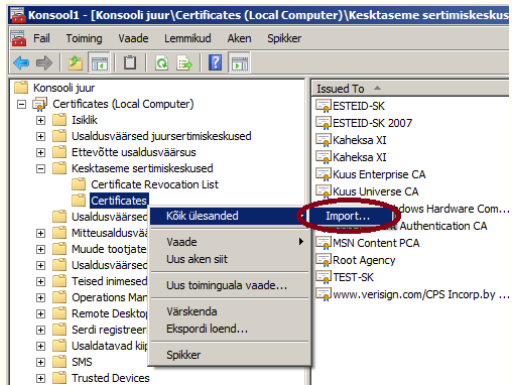 Konsool1 - [Konsooli juur\Certificates (Local Computer)\Kesktaseme sertimiskeskus
Fail Toiming Vaade Lemmikud Aken Spikker
Konsooli juur
Certificates (Local Computer)
Isiklik
Usaldusväärsed juursertimiskeskused
Ettevõtte usaldusväärsus
Kesktaseme sertimiskeskused
Certificate Revocation List
Certificates
Usaldusväärsed
Mitteusaldusvää
Muude tootjate
Usaldusväärsed
Teised inimesed
Operations Man
Remote Desktop
Serdi registreer
Usaldatavad kiip
SMS
Trusted Devices
Kõik ülesanded
Vaade
Uus aken siit
Uus toiminguala vaade...
Värskenda
Ekspordi loend...
Spikker
Import...
Issued To
ESTEID-SK
ESTEID-SK 2007
Kaheksa XI
Kaheksa XI
Kuus Enterprise CA
Kuus Universe CA
dows Hardware Com...
Authentication CA
MSN Content PCA
Root Agency
TEST-SK
www.verisign.com/CPS Incorp.by ...